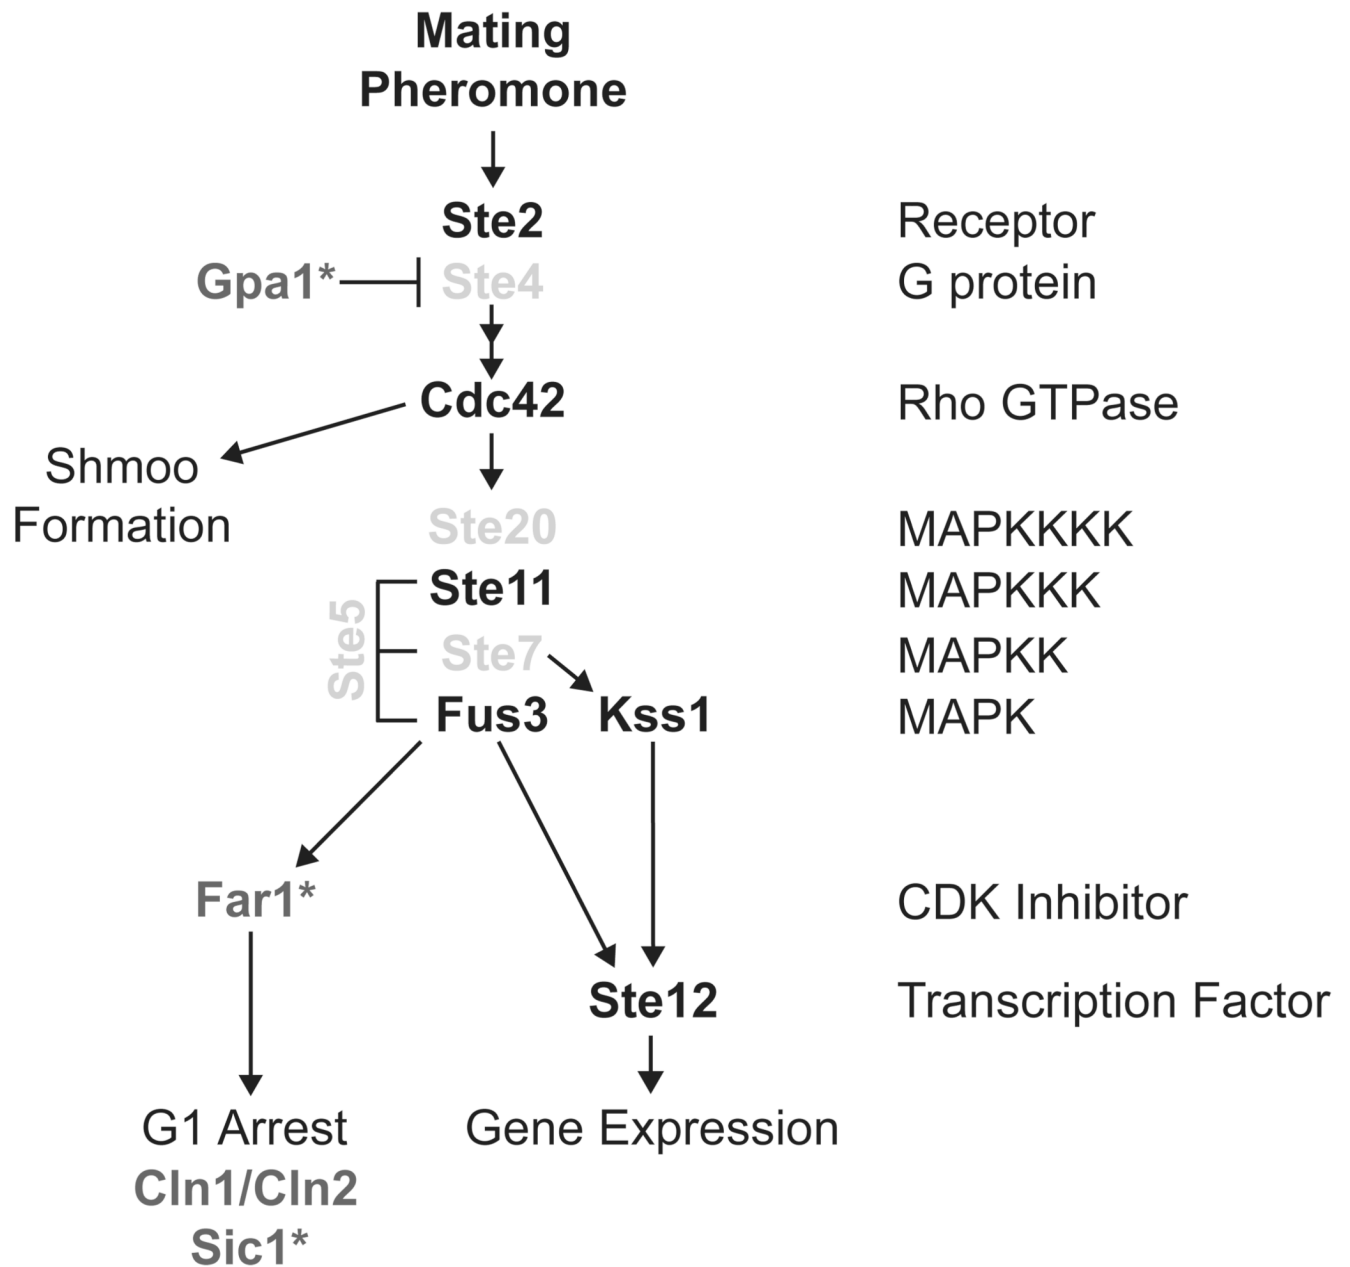 Mating
Pheromone
Ste2
Receptor
Gpa1*
Ste4
G protein
Cdc42
Rho GTPase
Shmoo
Formation
Ste20
MAPKKKK
Ste5
Ste11
MAPKKK
Ste7
MAPKK
Fus3
Kss1
MAPK
Far1*
CDK Inhibitor
Ste12
Transcription Factor
G1 Arrest
Gene Expression
Cln1/Cln2
Sic1*